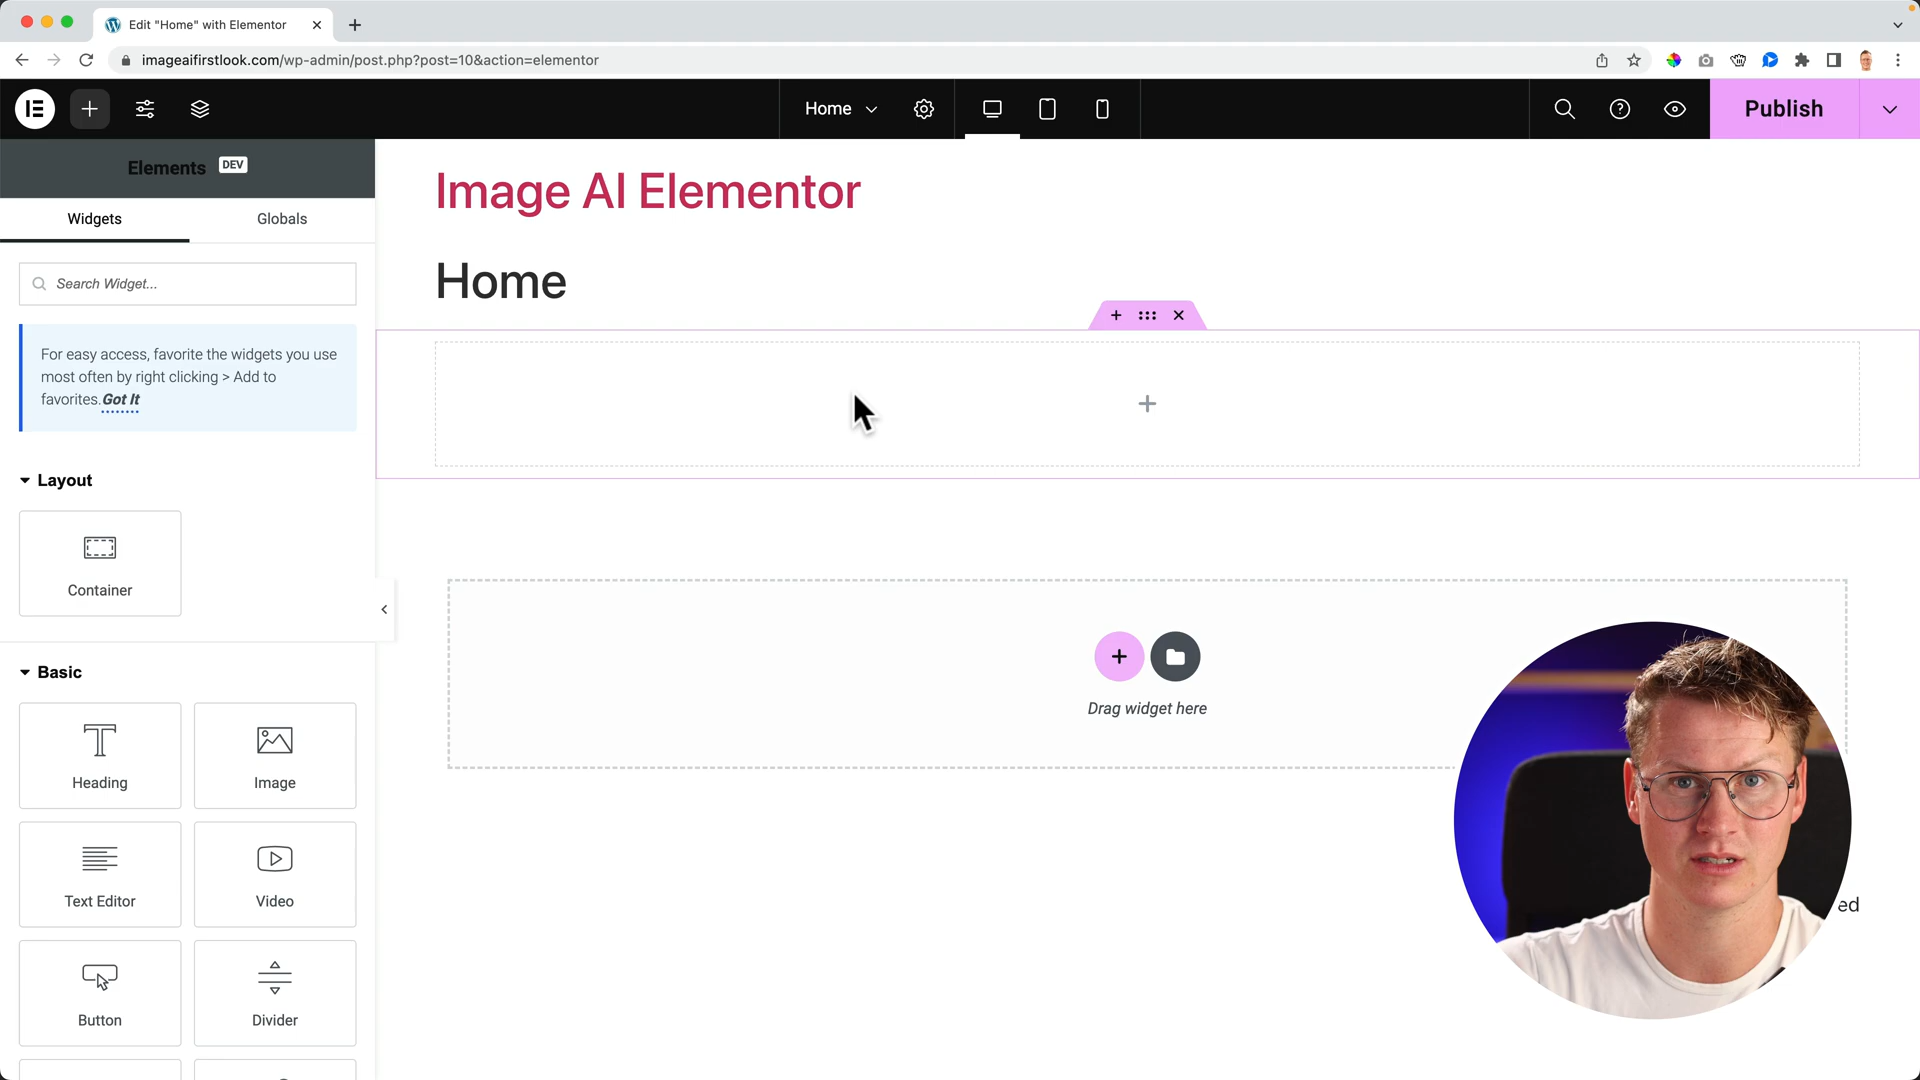 Edit "Home" with Elementor
imageaifirstlook.com/wp-admin/post.php?post=10&action=elementor
Home
Publish
Elements DEV
Widgets
Globals
Search Widget...
For easy access, favorite the widgets you use
most often by right clicking > Add to
favorites. Got It
Layout
Container
Basic
Heading
Image
Text Editor
Video
Button
Divider
Image AI Elementor
Home
Drag widget here
ed